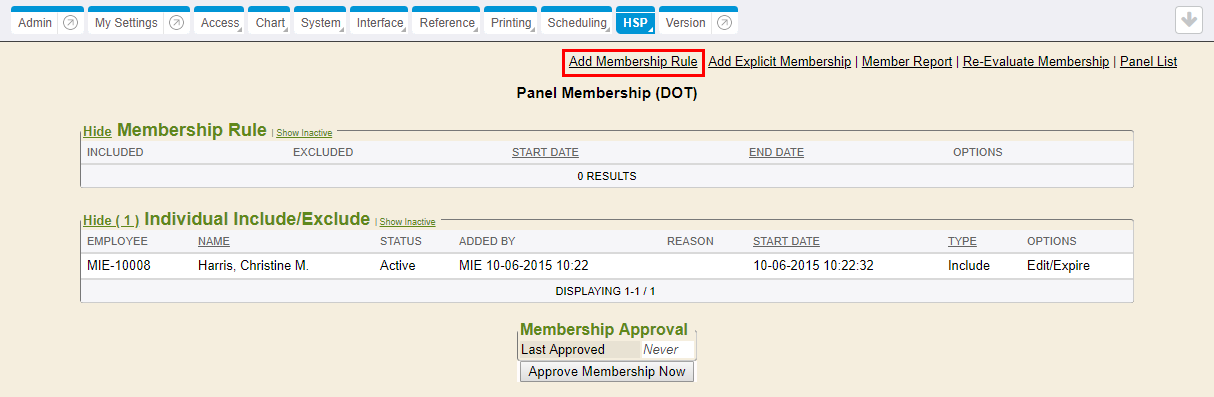 Admin My Settings Access Chart System Interface Reference Printing Scheduling HSP Version
Add Membership Rule Add Explicit Membership | Member Report | Re-Evaluate Membership | Panel List
Panel Membership (DOT)
Hide Membership Rule | Show Inactive
INCLUDED EXCLUDED START DATE END DATE OPTIONS
0 RESULTS
Hide ( 1 ) Individual Include/Exclude | Show Inactive
EMPLOYEE NAME STATUS ADDED BY REASON START DATE TYPE OPTIONS
MIE-10008 Harris, Christine M. Active MIE 10-06-2015 10:22 10-06-2015 10:22:32 Include Edit/Expire
DISPLAYING 1-1 / 1
Membership Approval
Last Approved Never
Approve Membership Now